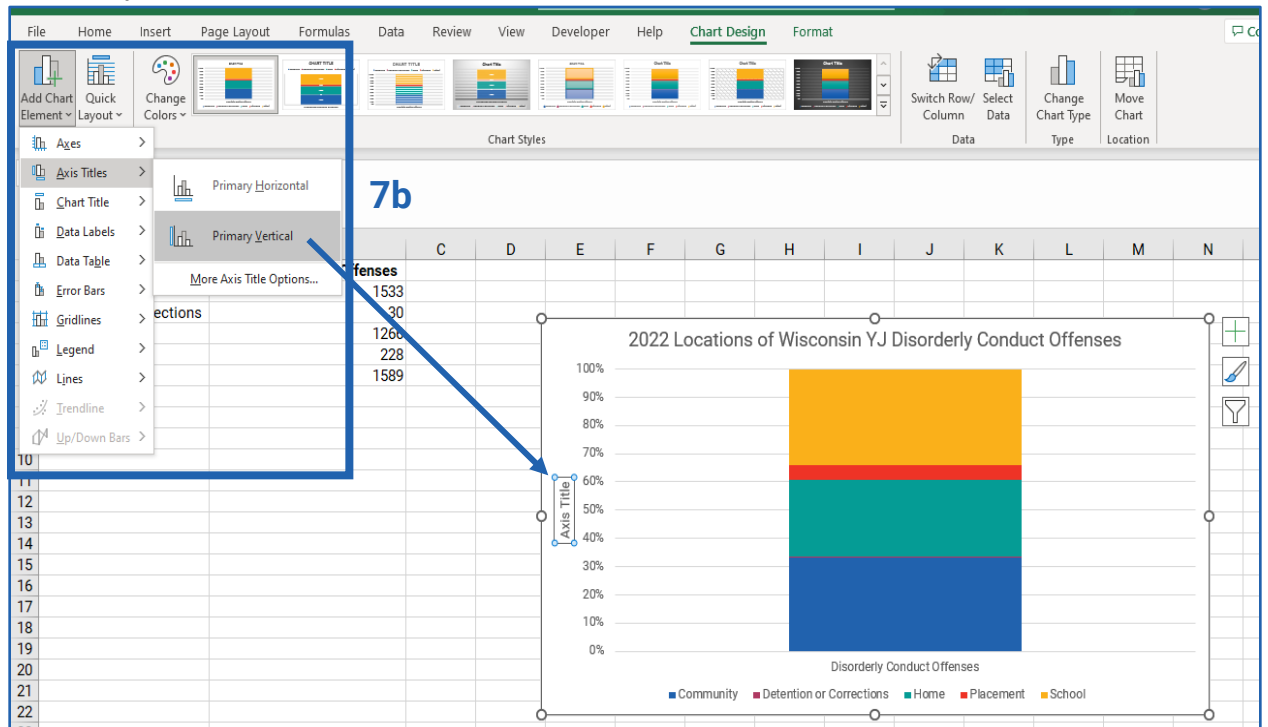 File Home Insert Page Layout Formulas Data Review View Developer Help Chart Design Format
Add Chart Element Quick Layout Change Colors Switch Row/ Column Select Data Change Chart Type Move Chart
Chart Styles Data Type Location
Axes
Axis Titles
Chart Title
Data Labels
Data Table
Error Bars
Gridlines
Legend
Lines
Trendline
Up/Down Bars
Primary Horizontal
Primary Vertical
More Axis Title Options...
7b
C D E F G H I J K L M N
ffenses
1533
ections 30
1266
228
1589
10
11
12
13
14
15
16
17
18
19
20
21
22
2022 Locations of Wisconsin YJ Disorderly Conduct Offenses
100%
90%
80%
70%
60%
50%
40%
30%
20%
10%
0%
Axis Title
Disorderly Conduct Offenses
Community Detention or Corrections Home Placement School